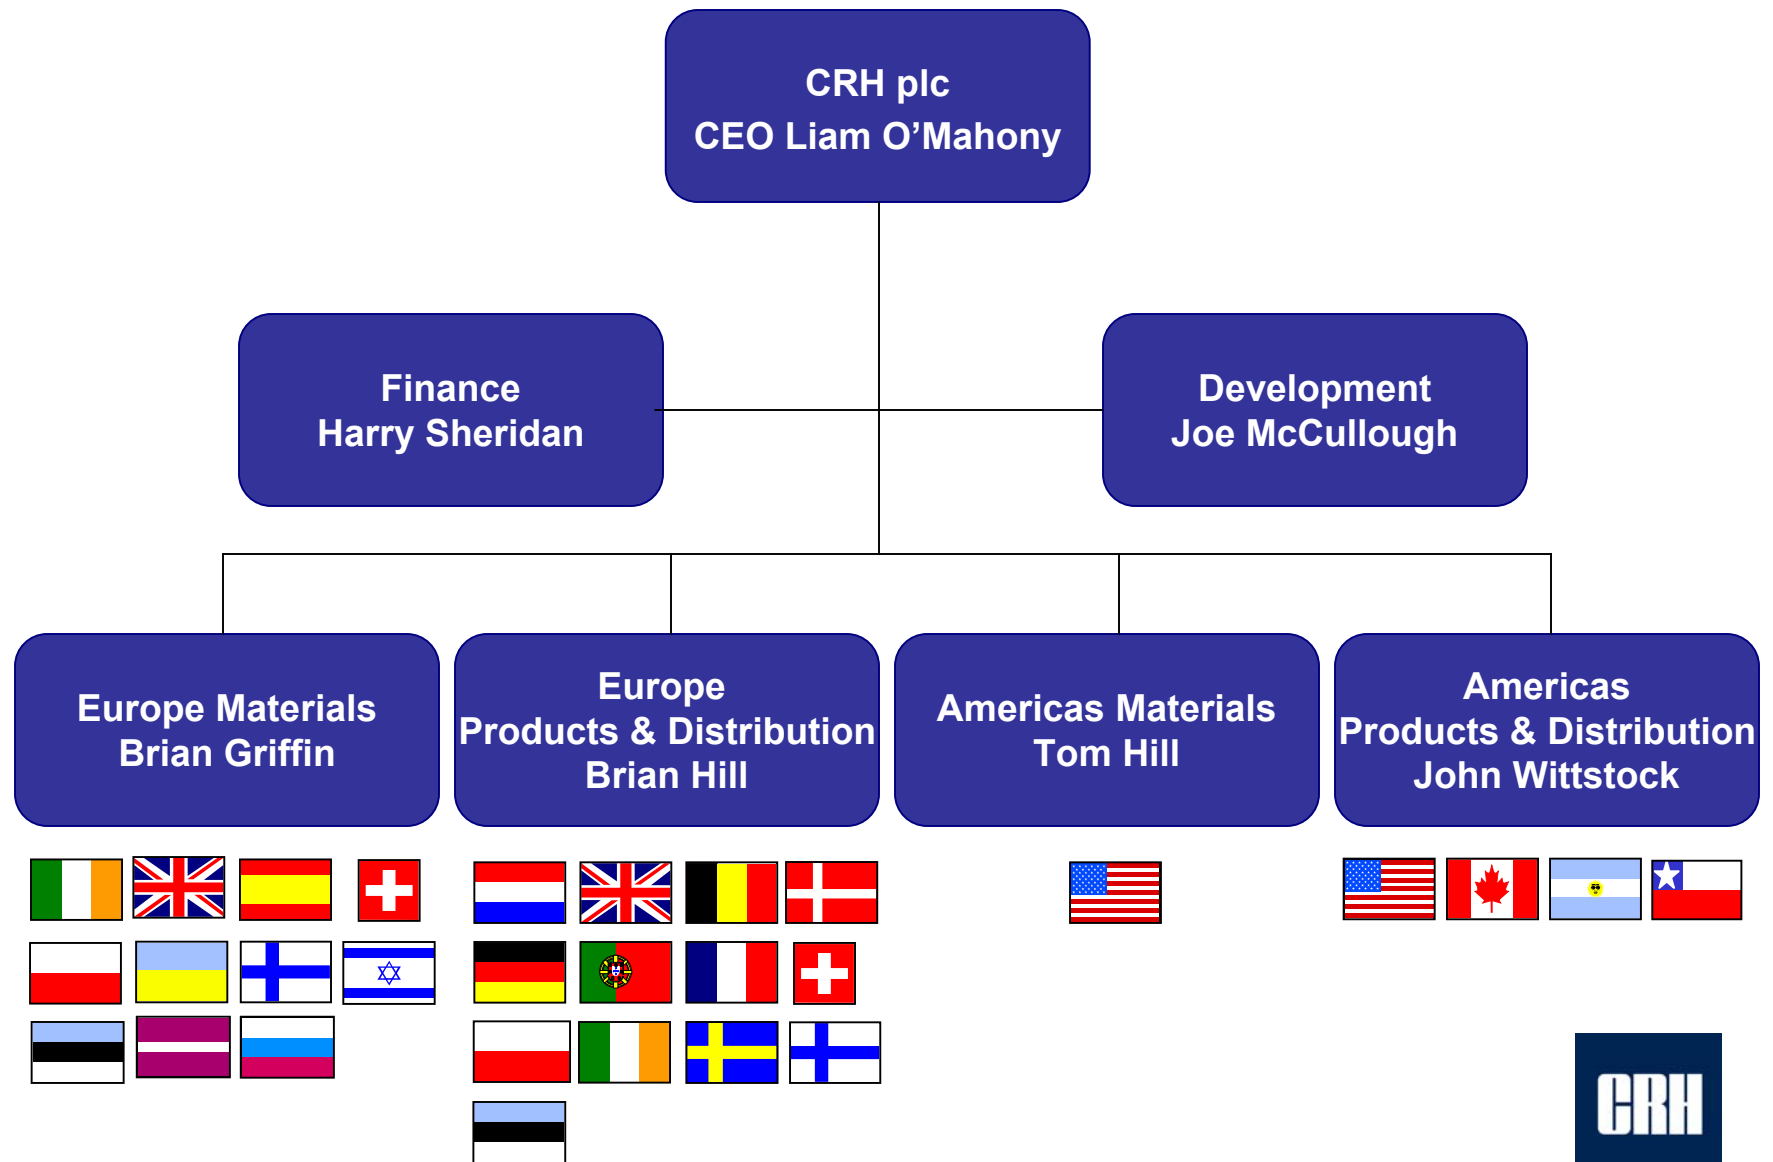 CRH plc
CEO Liam O’Mahony
Finance
Harry Sheridan
Development
Joe McCullough
Europe Materials
Brian Griffin
Europe
Products & Distribution
Brian Hill
Americas Materials
Tom Hill
Americas
Products & Distribution
John Wittstock
CRH